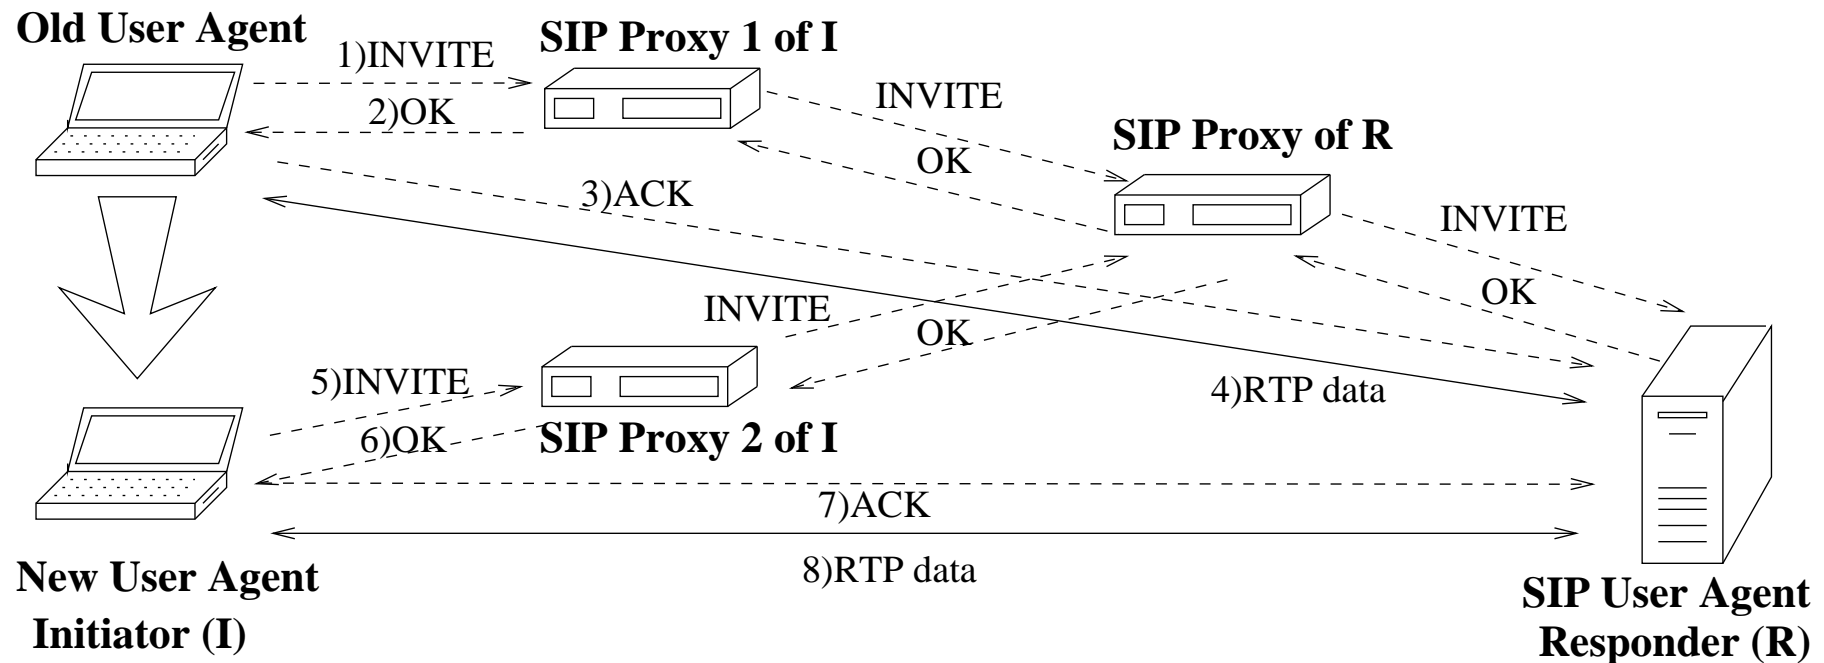 Old User Agent
SIP Proxy 1 of I
1)INVITE
2)OK
INVITE
OK
SIP Proxy of R
3)ACK
INVITE
OK
INVITE
OK
5)INVITE
6)OK
SIP Proxy 2 of I
4)RTP data
7)ACK
8)RTP data
New User Agent
Initiator (I)
SIP User Agent
Responder (R)